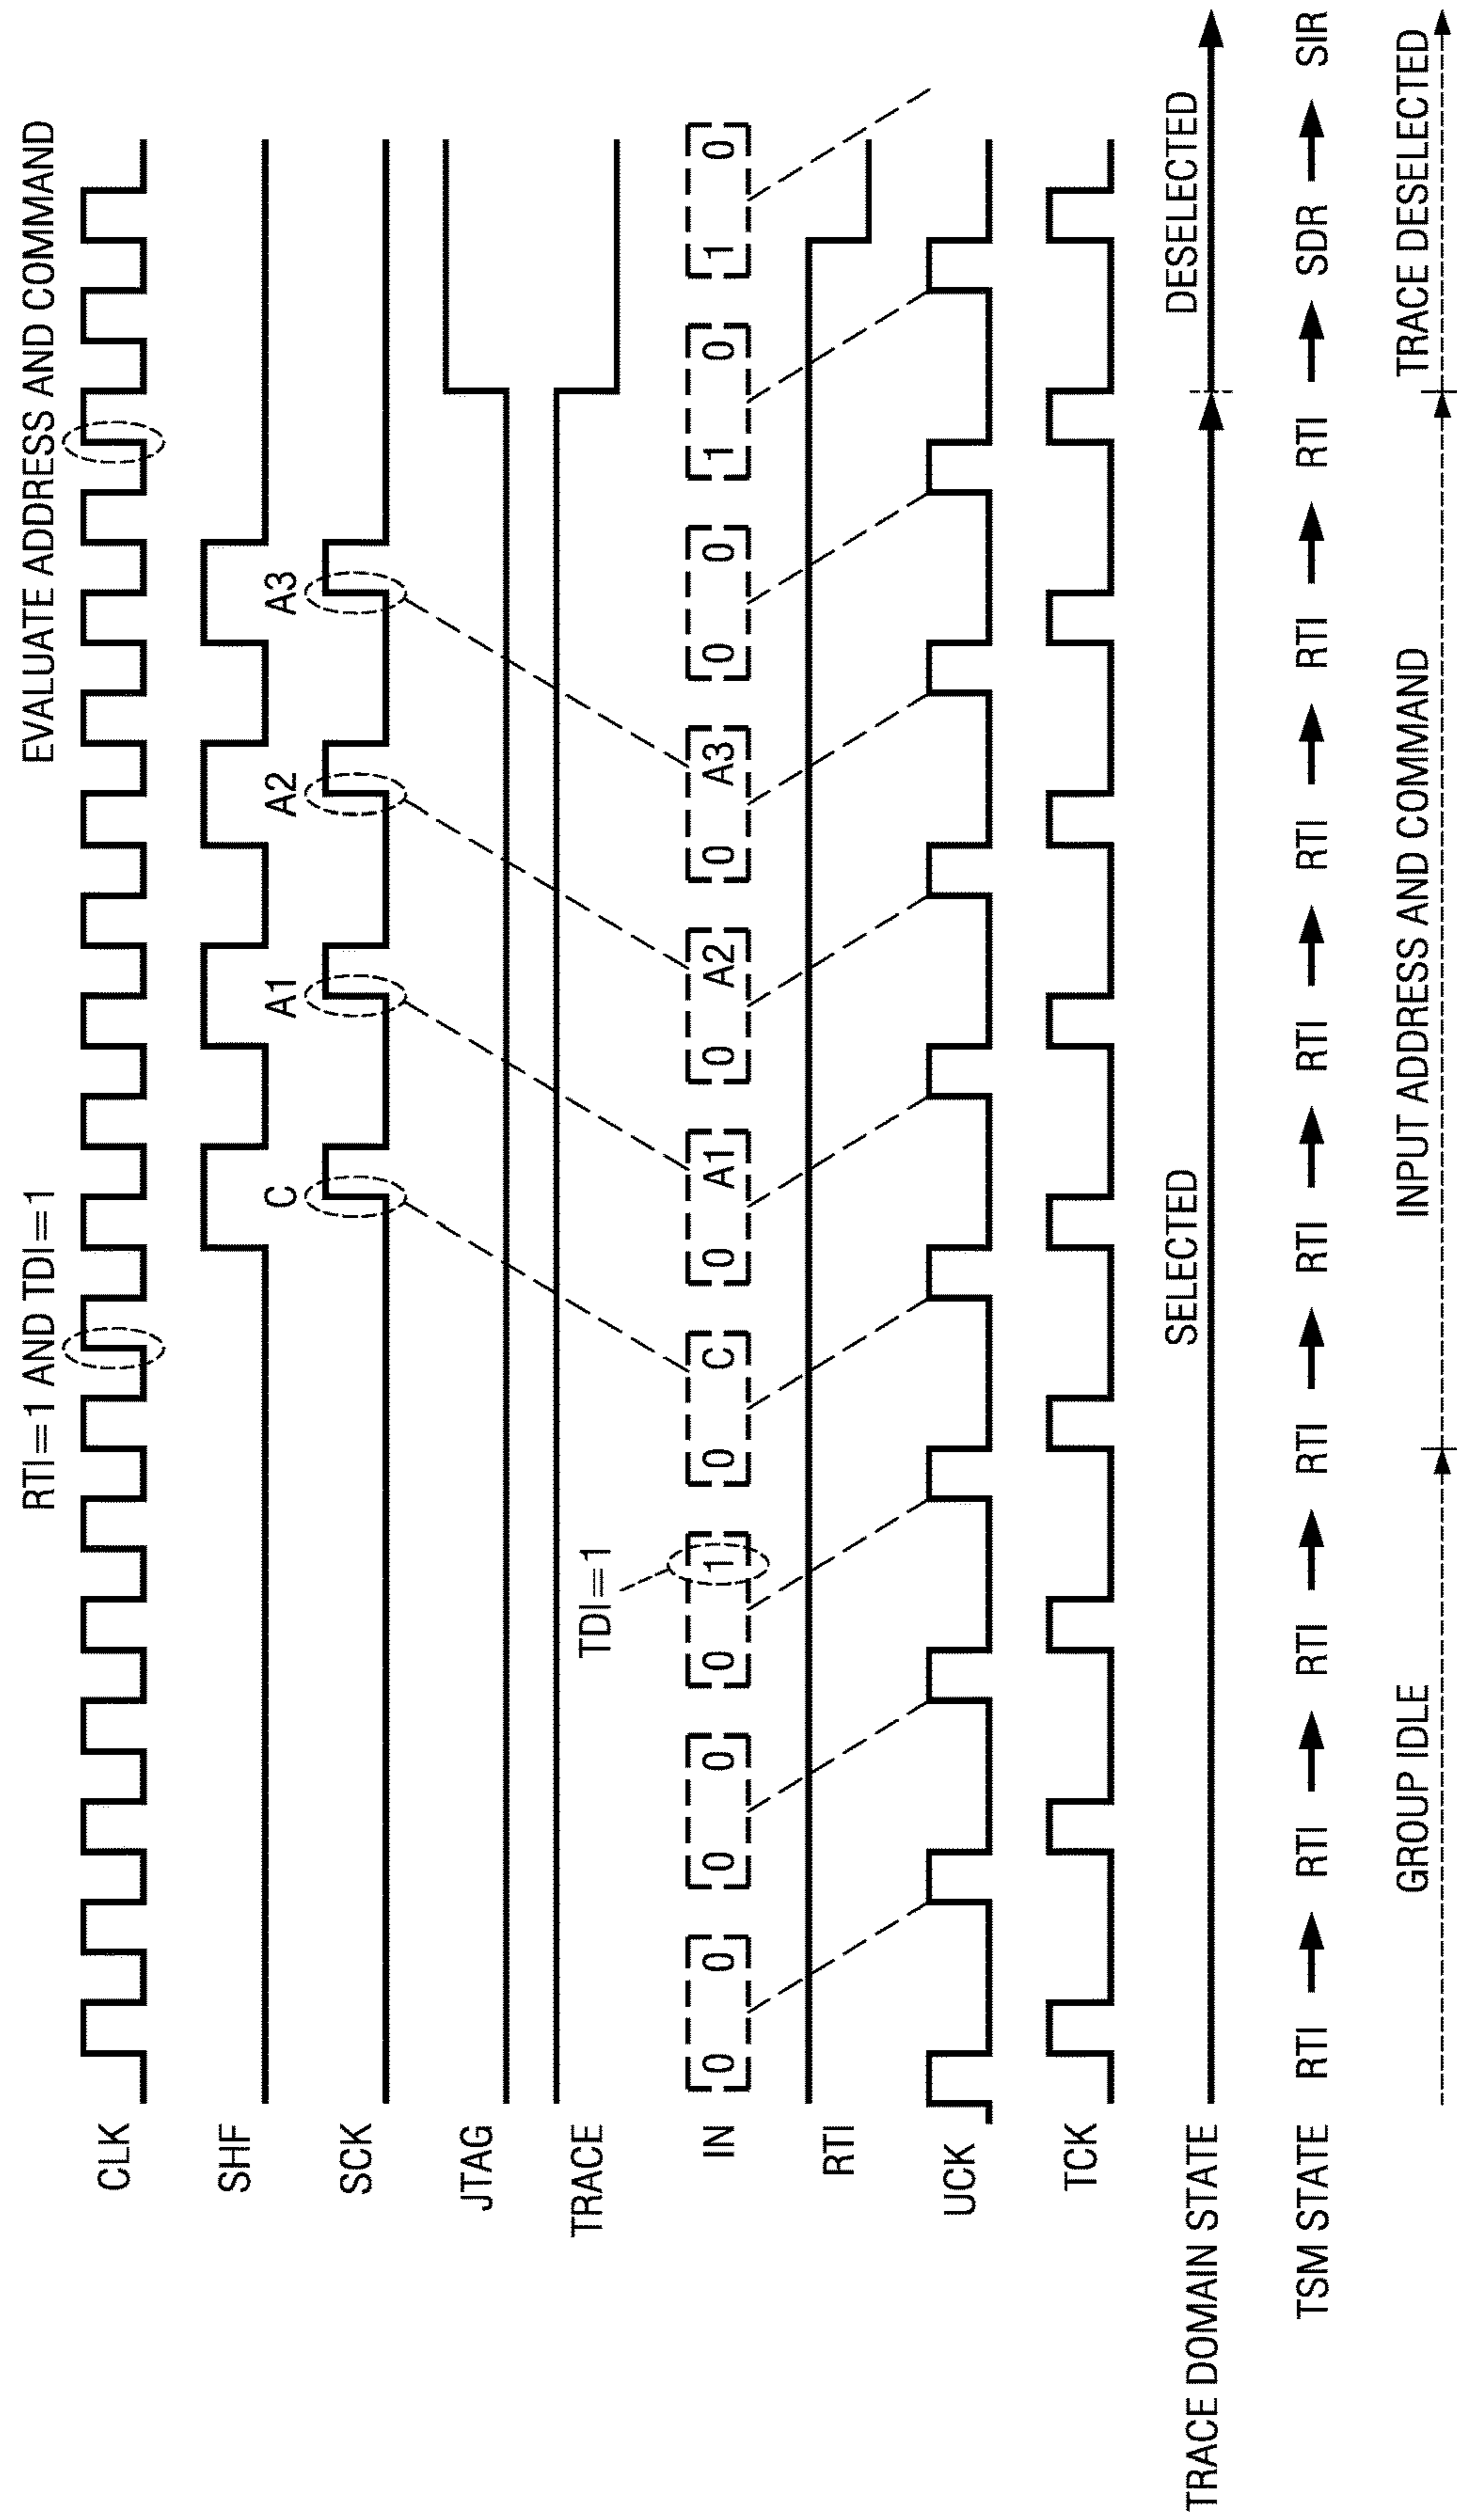 RTI=1 AND TDI=1 EVALUATE ADDRESS AND COMMAND
CLK
SHF
C A1 A2 A3
SCK
JTAG
TRACE
TDI=1
IN 0 0 0 0 0 1 0 C 0 A1 0 A2 0 A3 0 0 1 0 1 0
RTI
UCK
TCK
SELECTED DESELECTED
TRACE DOMAIN STATE
TSM STATE RTI RTI RTI RTI RTI RTI RTI RTI RTI SDR SIR
GROUP IDLE INPUT ADDRESS AND COMMAND TRACE DESELECTED